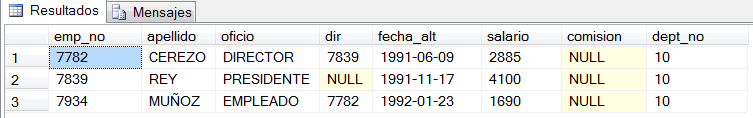 Resultados Mensajes
emp_no apellido oficio dir fecha_alt salario comision dept_no
1 7782 CEREZO DIRECTOR 7839 1991-06-09 2885 NULL 10
2 7839 REY PRESIDENTE NULL 1991-11-17 4100 NULL 10
3 7934 MUÑOZ EMPLEADO 7782 1992-01-23 1690 NULL 10